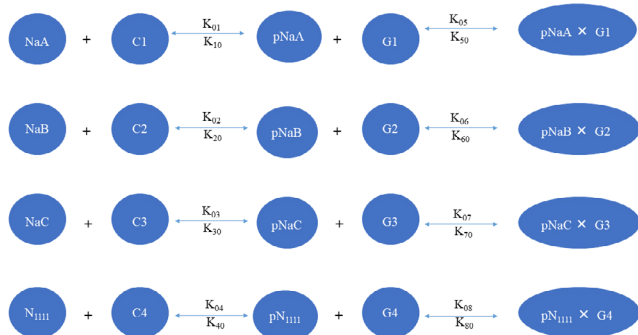 NaA + C1 K₀₁ K₁₀ pNaA + G1 K₀₅ K₅₀ pNaA × G1
NaB + C2 K₀₂ K₂₀ pNaB + G2 K₀₆ K₆₀ pNaB × G2
NaC + C3 K₀₃ K₃₀ pNaC + G3 K₀₇ K₇₀ pNaC × G3
N₁₁₁₁ + C4 K₀₄ K₄₀ pN₁₁₁₁ + G4 K₀₈ K₈₀ pN₁₁₁₁ × G4